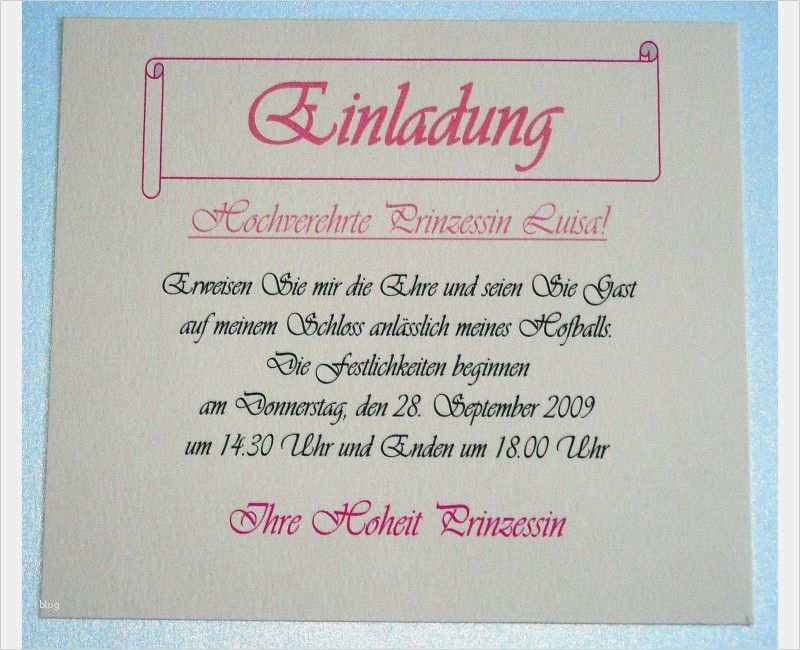 Einladung
Hochverehrte Prinzessin Luisa!
Erweisen Sie mir die Ehre und seien Sie Gast
auf meinem Schloss anlässlich meines Hofballs.
Die Festlichkeiten beginnen
am Donnerstag, den 28. September 2009
um 14.30 Uhr und Enden um 18.00 Uhr
Ihre Hoheit Prinzessin
blog